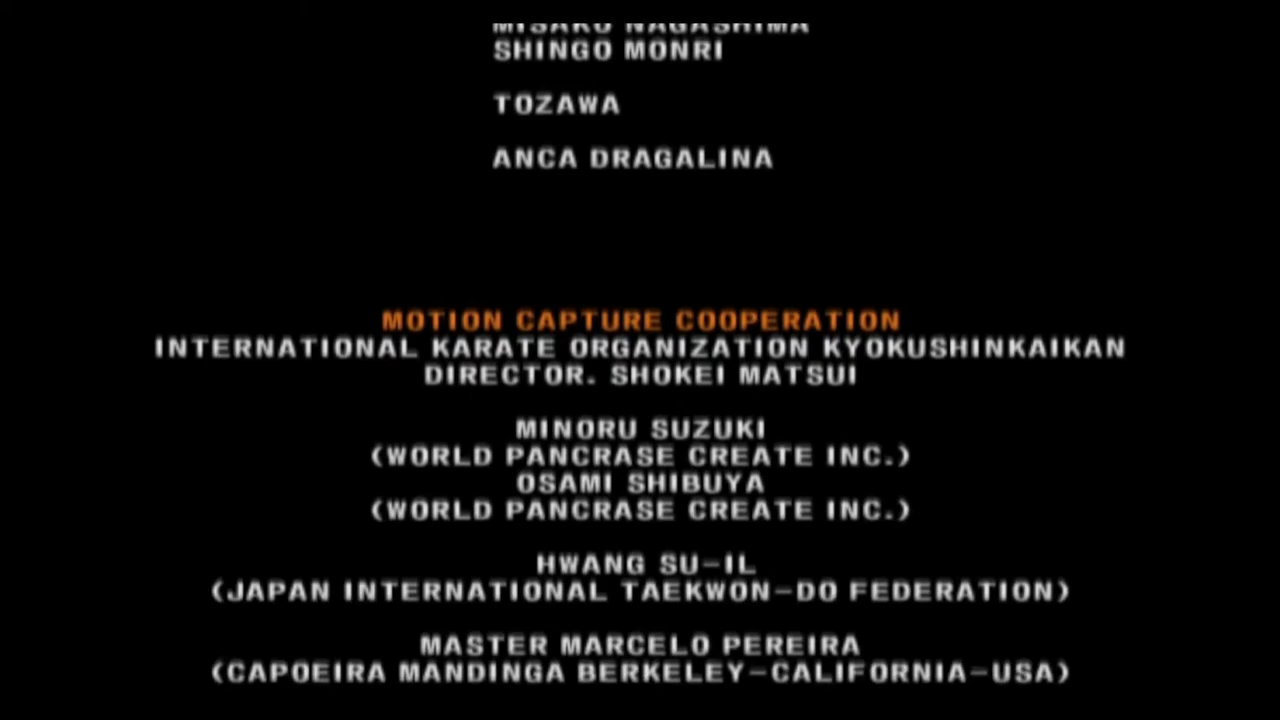 MISAKO NAGASHIMA
SHINGO MONRI
TOZAWA
ANCA DRAGALINA
MOTION CAPTURE COOPERATION
INTERNATIONAL KARATE ORGANIZATION KYOKUSHINKAIKAN
DIRECTOR. SHOKEI MATSUI
MINORU SUZUKI
(WORLD PANCRASE CREATE INC.)
OSAMI SHIBUYA
(WORLD PANCRASE CREATE INC.)
HWANG SU-IL
(JAPAN INTERNATIONAL TAEKWON-DO FEDERATION)
MASTER MARCELO PEREIRA
(CAPOEIRA MANDINGA BERKELEY-CALIFORNIA-USA)